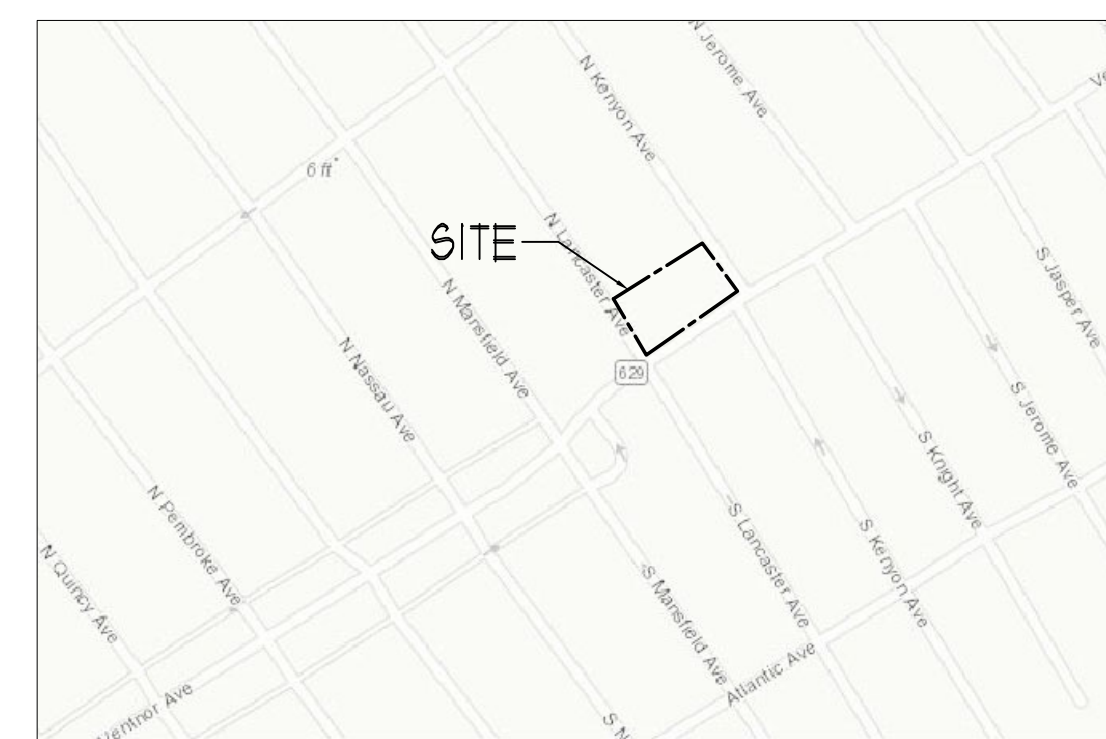 N Jerome Ave
N Kenyon Ave
Ve
6 ft
SITE
N Lancaster Ave
N Mansfield Ave
S Jasper Ave
N Nassau Ave
629
S Jerome Ave
S Knight Ave
N Pembroke Ave
S Lancaster Ave
S Kenyon Ave
N Quincy Ave
S Mansfield Ave
Atlantic Ave
Ventnor Ave
S N